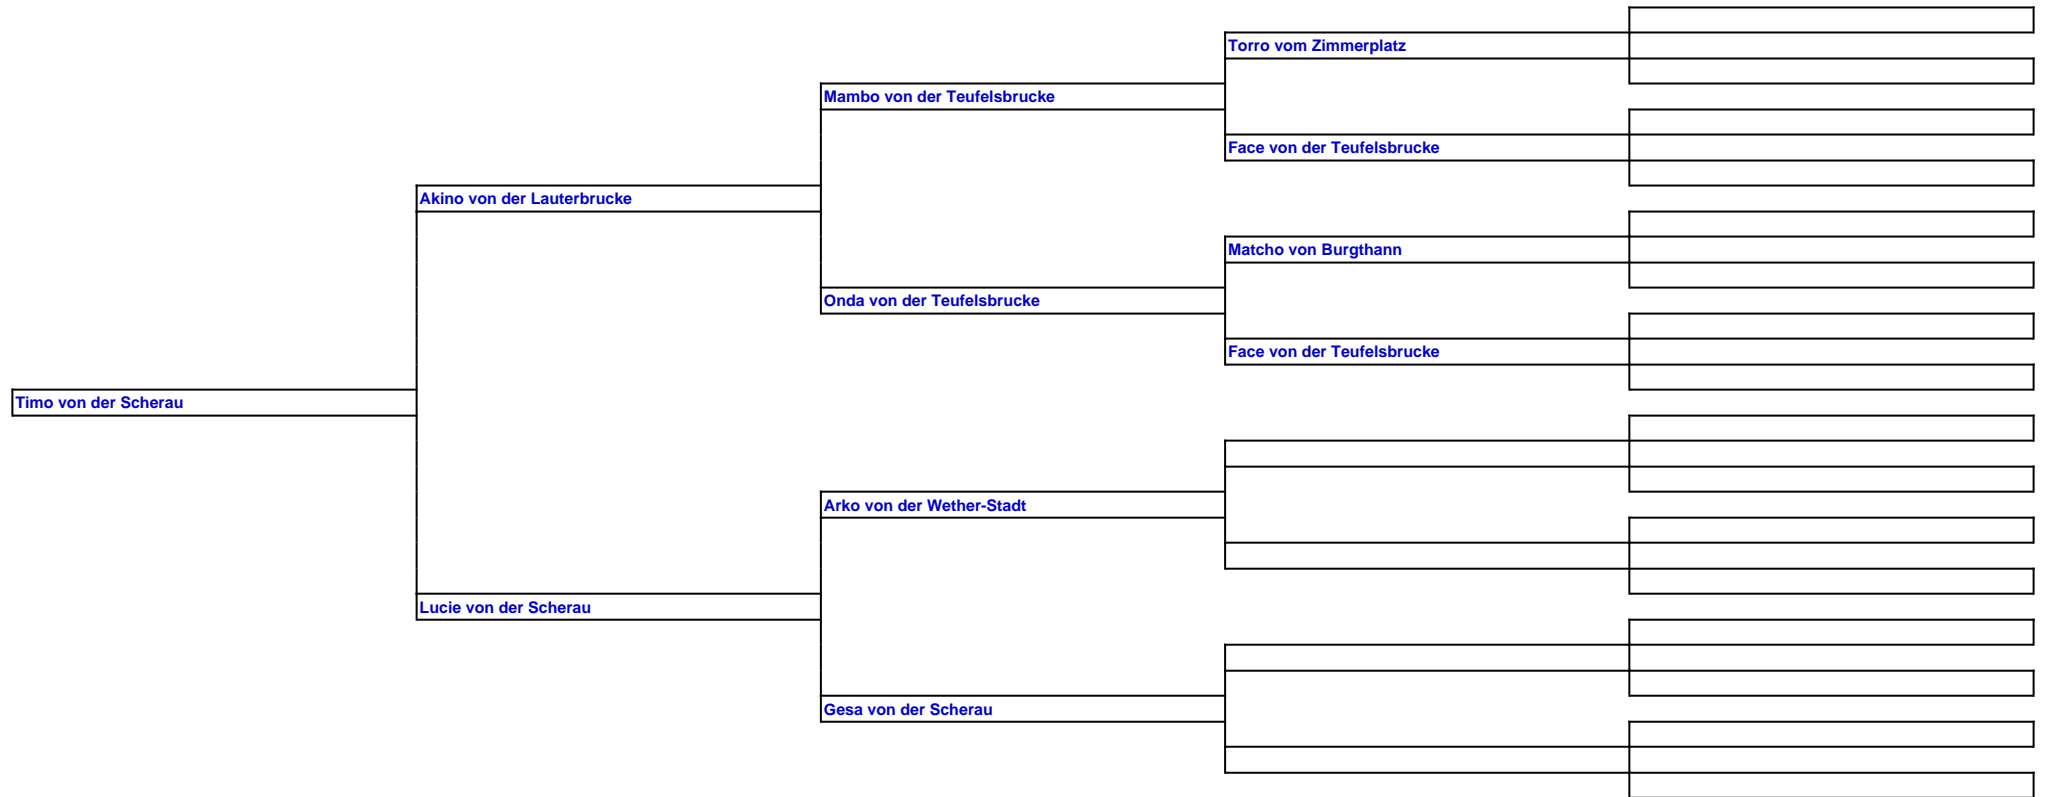 Torro vom Zimmerplatz
Mambo von der Teufelsbrucke
Face von der Teufelsbrucke
Akino von der Lauterbrucke
Matcho von Burgthann
Onda von der Teufelsbrucke
Face von der Teufelsbrucke
Timo von der Scherau
Arko von der Wether-Stadt
Lucie von der Scherau
Gesa von der Scherau